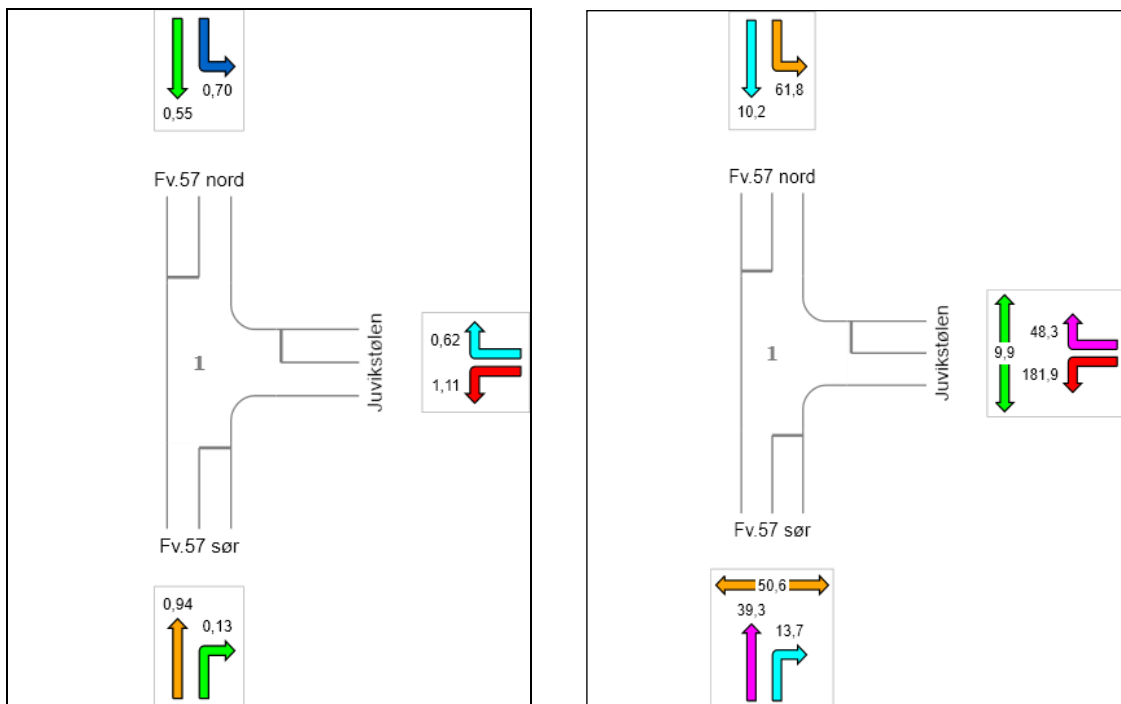 0,70
0,55
Fv.57 nord
0,62
1,11
Juvikstølen
1
Fv.57 sør
0,94
0,13
61,8
10,2
Fv.57 nord
48,3
9,9
181,9
Juvikstølen
1
Fv.57 sør
50,6
39,3
13,7